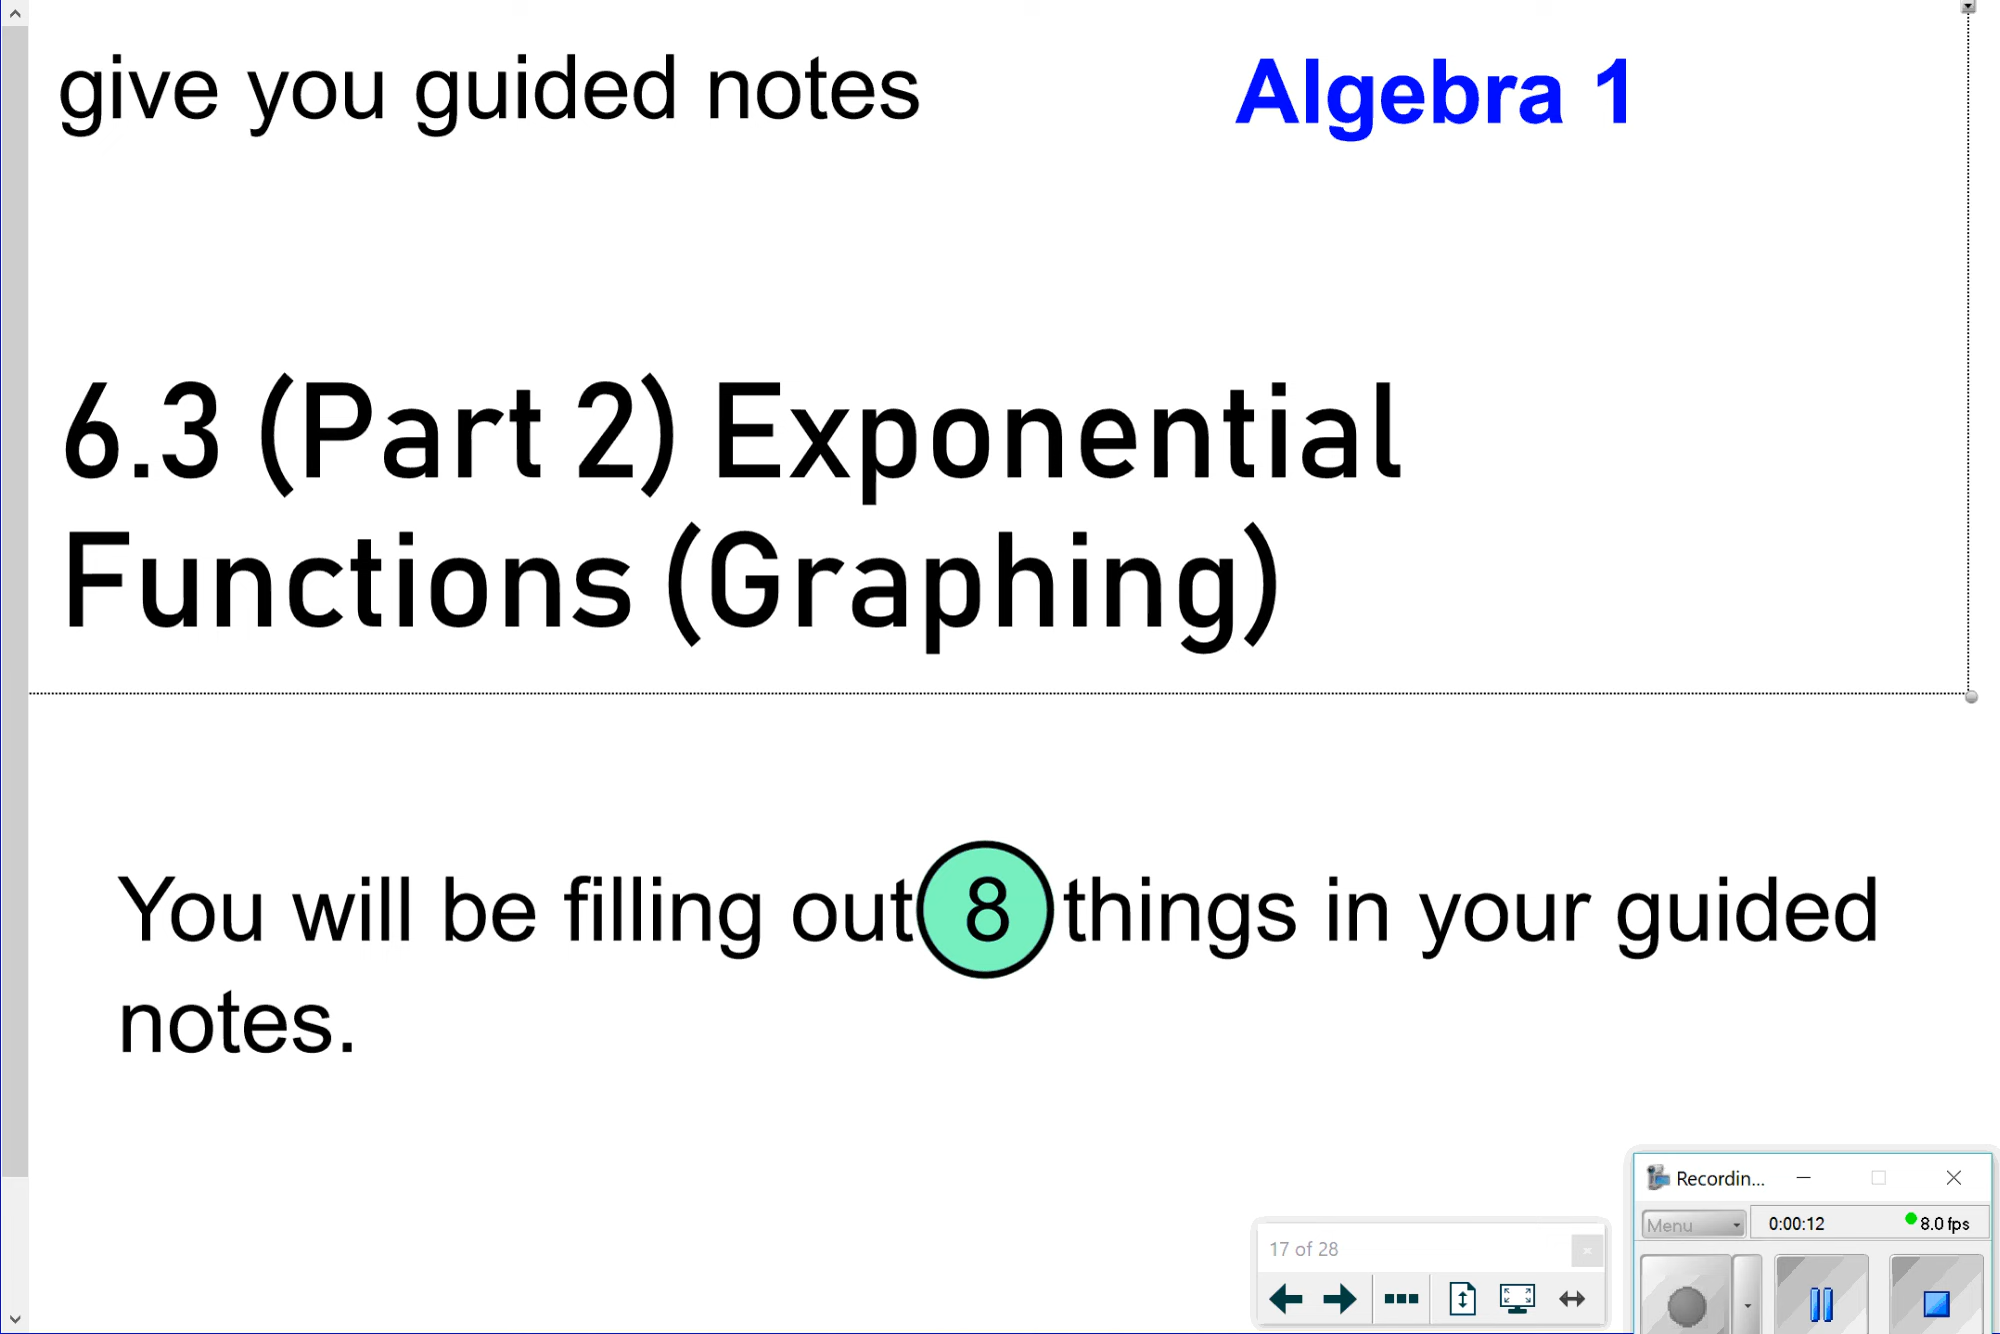 give you guided notes
Algebra 1
6.3 (Part 2) Exponential
Functions (Graphing)
You will be filling out 8 things in your guided
notes.
Recordin...
Menu
0:00:12
8.0 fps
17 of 28